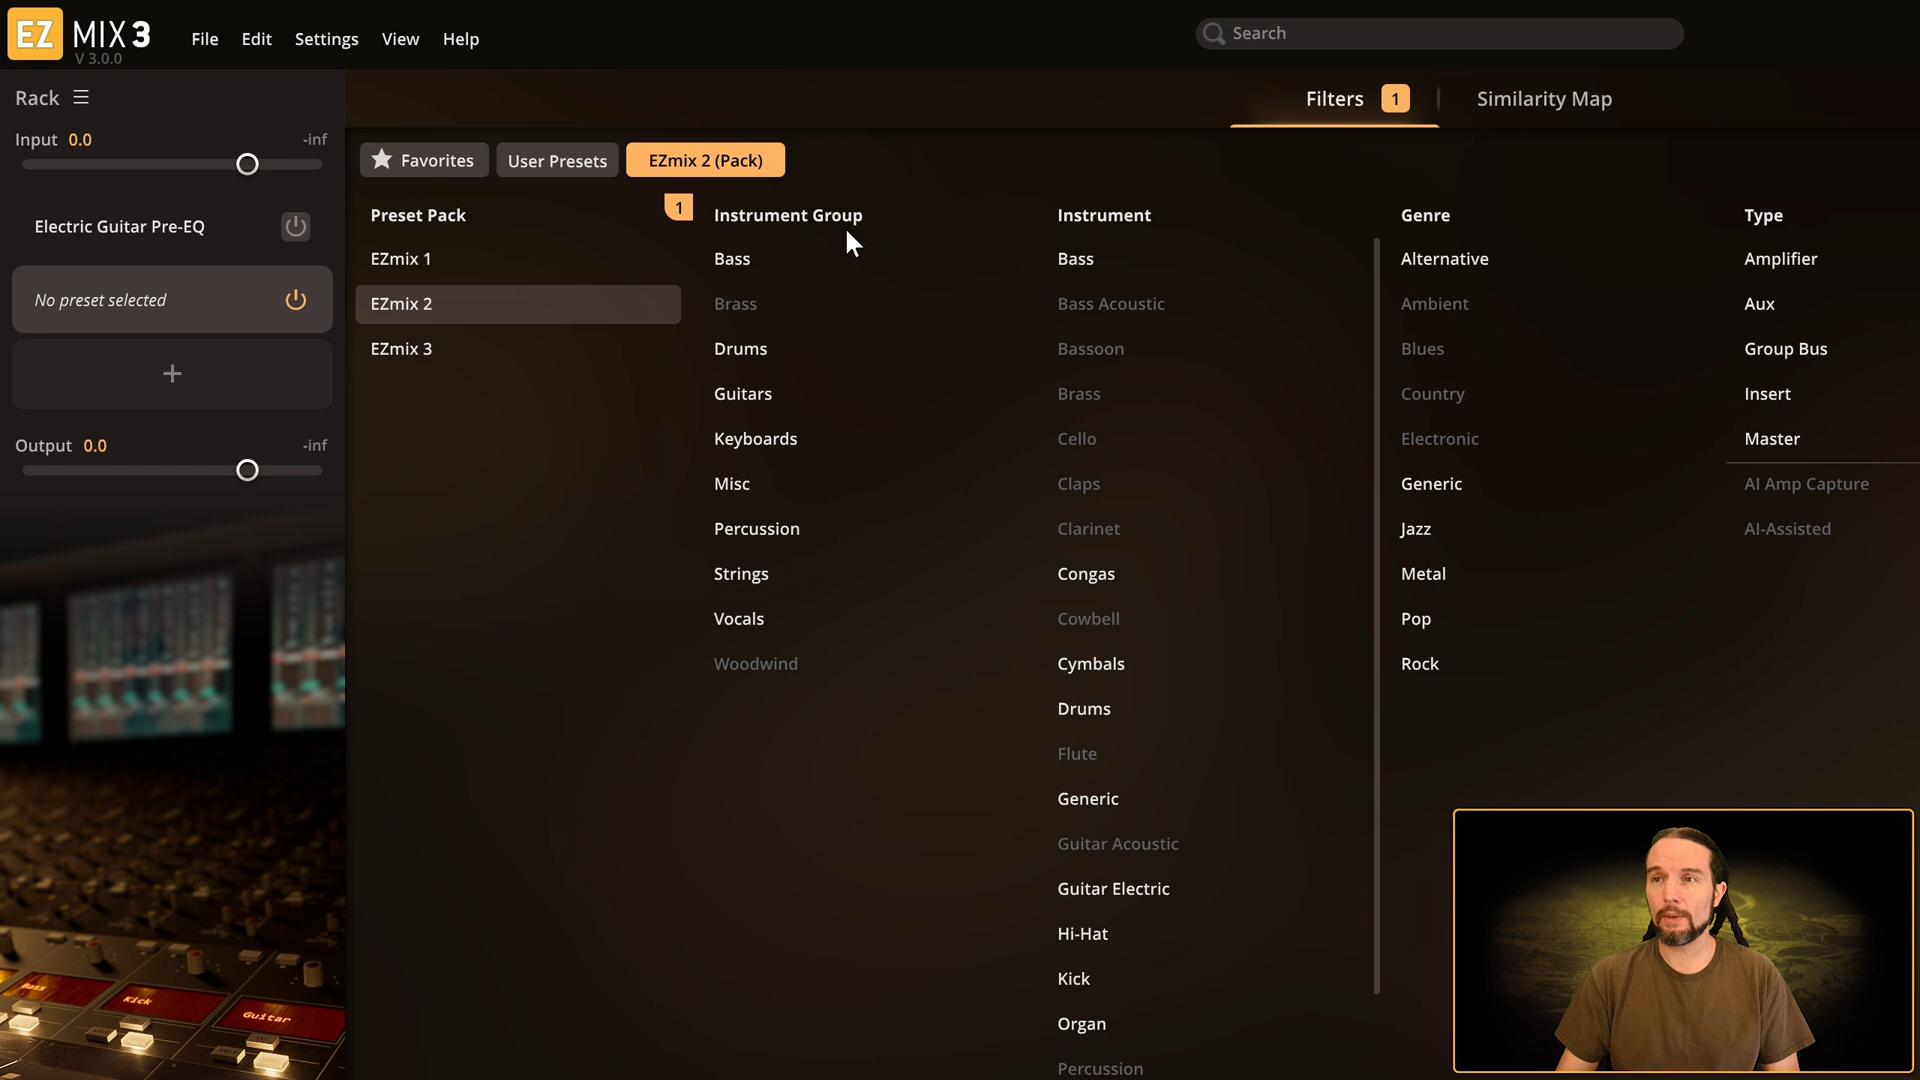 EZ MIX 3
V 3.0.0
File Edit Settings View Help
Search
Rack
Input 0.0 -inf
Electric Guitar Pre-EQ
No preset selected
+
Output 0.0 -inf
Filters 1
Similarity Map
Favorites
User Presets
EZmix 2 (Pack)
Preset Pack
1
EZmix 1
EZmix 2
EZmix 3
Instrument Group
Bass
Brass
Drums
Guitars
Keyboards
Misc
Percussion
Strings
Vocals
Woodwind
Instrument
Bass
Bass Acoustic
Bassoon
Brass
Cello
Claps
Clarinet
Congas
Cowbell
Cymbals
Drums
Flute
Generic
Guitar Acoustic
Guitar Electric
Hi-Hat
Kick
Organ
Percussion
Genre
Alternative
Ambient
Blues
Country
Electronic
Generic
Jazz
Metal
Pop
Rock
Type
Amplifier
Aux
Group Bus
Insert
Master
AI Amp Capture
AI-Assisted
Bass
Kick
Guitar